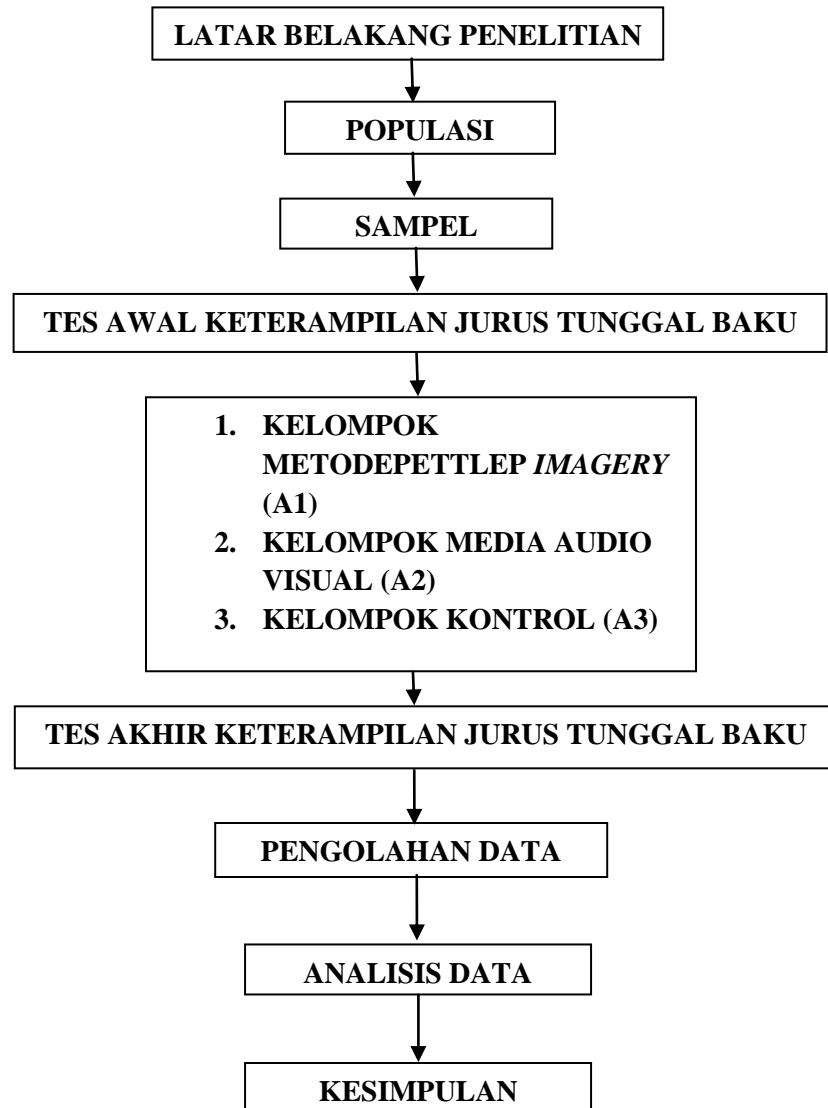 LATAR BELAKANG PENELITIAN
POPULASI
SAMPEL
TES AWAL KETERAMPILAN JURUS TUNGGAL BAKU
1. KELOMPOK
METODEPETTLEP IMAGERY
(A1)
2. KELOMPOK MEDIA AUDIO
VISUAL (A2)
3. KELOMPOK KONTROL (A3)
TES AKHIR KETERAMPILAN JURUS TUNGGAL BAKU
PENGOLAHAN DATA
ANALISIS DATA
KESIMPULAN